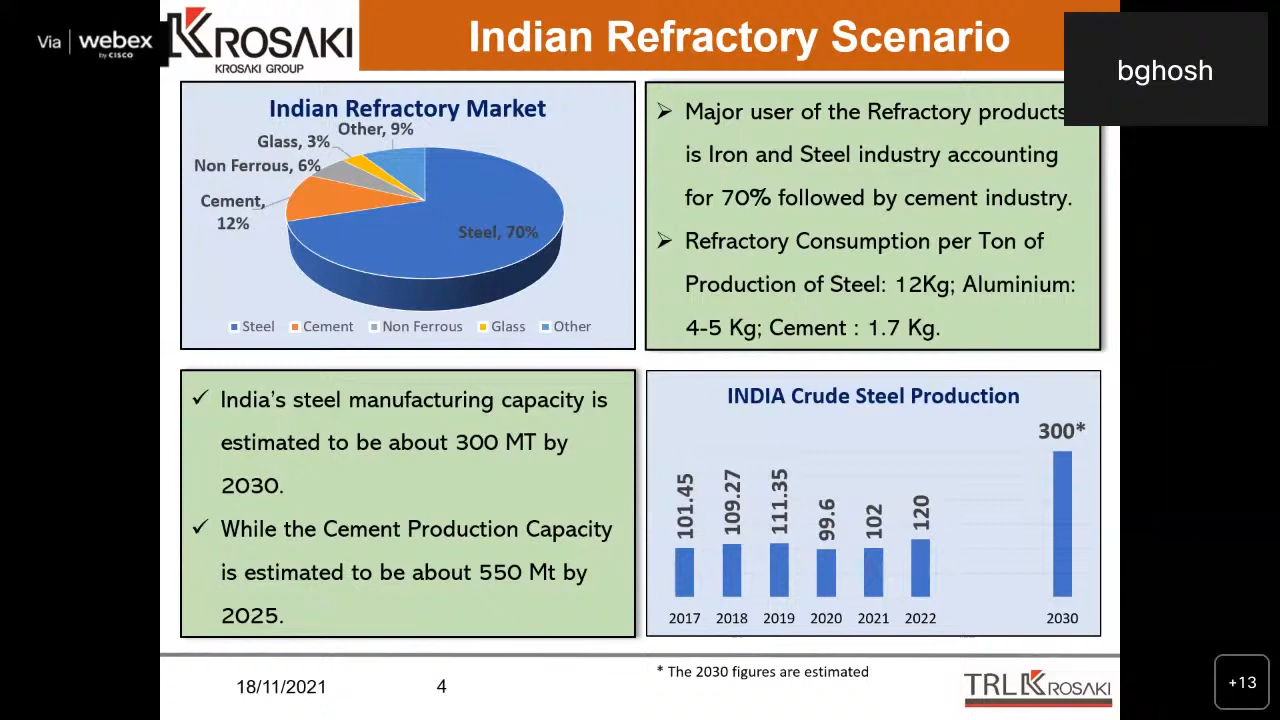 Via webex
by CISCO
KROSAKI
KROSAKI GROUP
Indian Refractory Scenario
bghosh
Indian Refractory Market
Other, 9%
Glass, 3%
Non Ferrous, 6%
Cement,
12%
Steel, 70%
Steel Cement Non Ferrous Glass Other
➢ Major user of the Refractory products
is Iron and Steel industry accounting
for 70% followed by cement industry.
➢ Refractory Consumption per Ton of
Production of Steel: 12Kg; Aluminium:
4-5 Kg; Cement : 1.7 Kg.
✓ India's steel manufacturing capacity is
estimated to be about 300 MT by
2030.
✓ While the Cement Production Capacity
is estimated to be about 550 Mt by
2025.
INDIA Crude Steel Production
101.45 109.27 111.35 99.6 102 120 300*
2017 2018 2019 2020 2021 2022 2030
* The 2030 figures are estimated
18/11/2021
4
TRL KROSAKI
+13